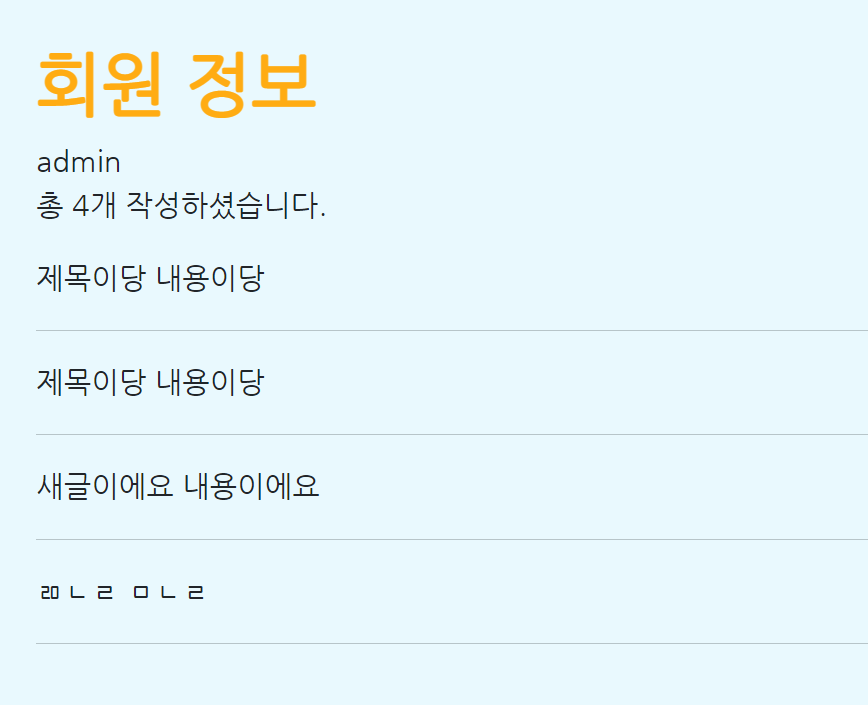 회원 정보
admin
총 4개 작성하셨습니다.
제목이당 내용이당
제목이당 내용이당
새글이에요 내용이에요
ㄻㄴㄹ ㅁㄴㄹ